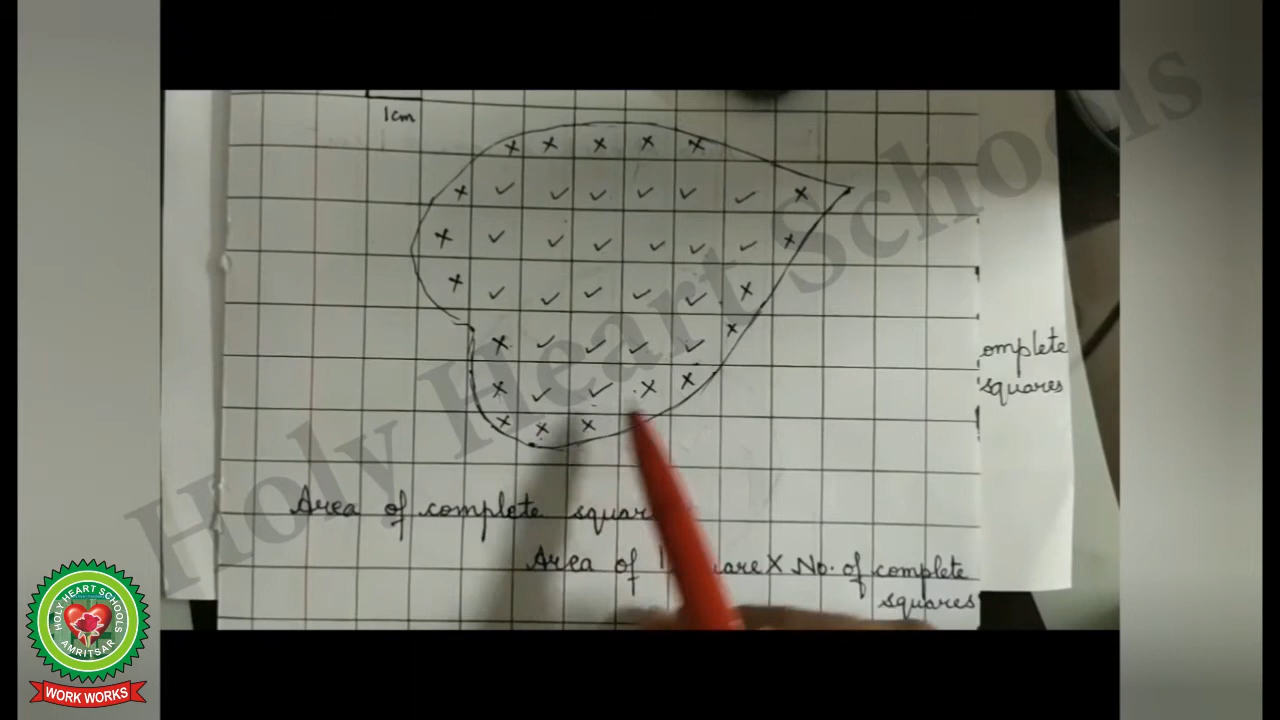 1cm
omplete
squares
Area of complete
Area of 1 X No. of complete
squares
Holy Heart Schools
HOLY HEART SCHOOLS
AMRITSAR
WORK WORKS